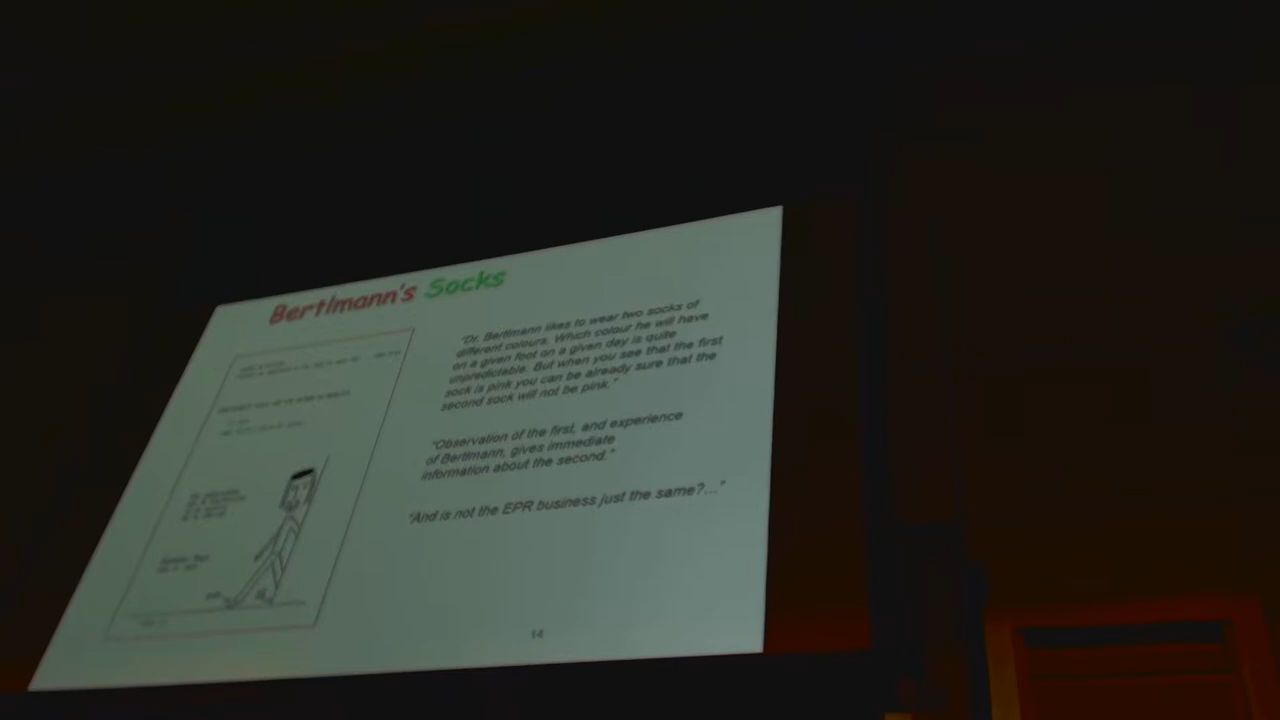 Bertlmann's Socks
"Dr. Bertlmann likes to wear two socks of
different colours. Which colour he will have
on a given foot on a given day is quite
unpredictable. But when you see that the first
sock is pink you can be already sure that the
second sock will not be pink."
"Observation of the first, and experience
of Bertlmann, gives immediate
information about the second."
"And is not the EPR business just the same?..."
14